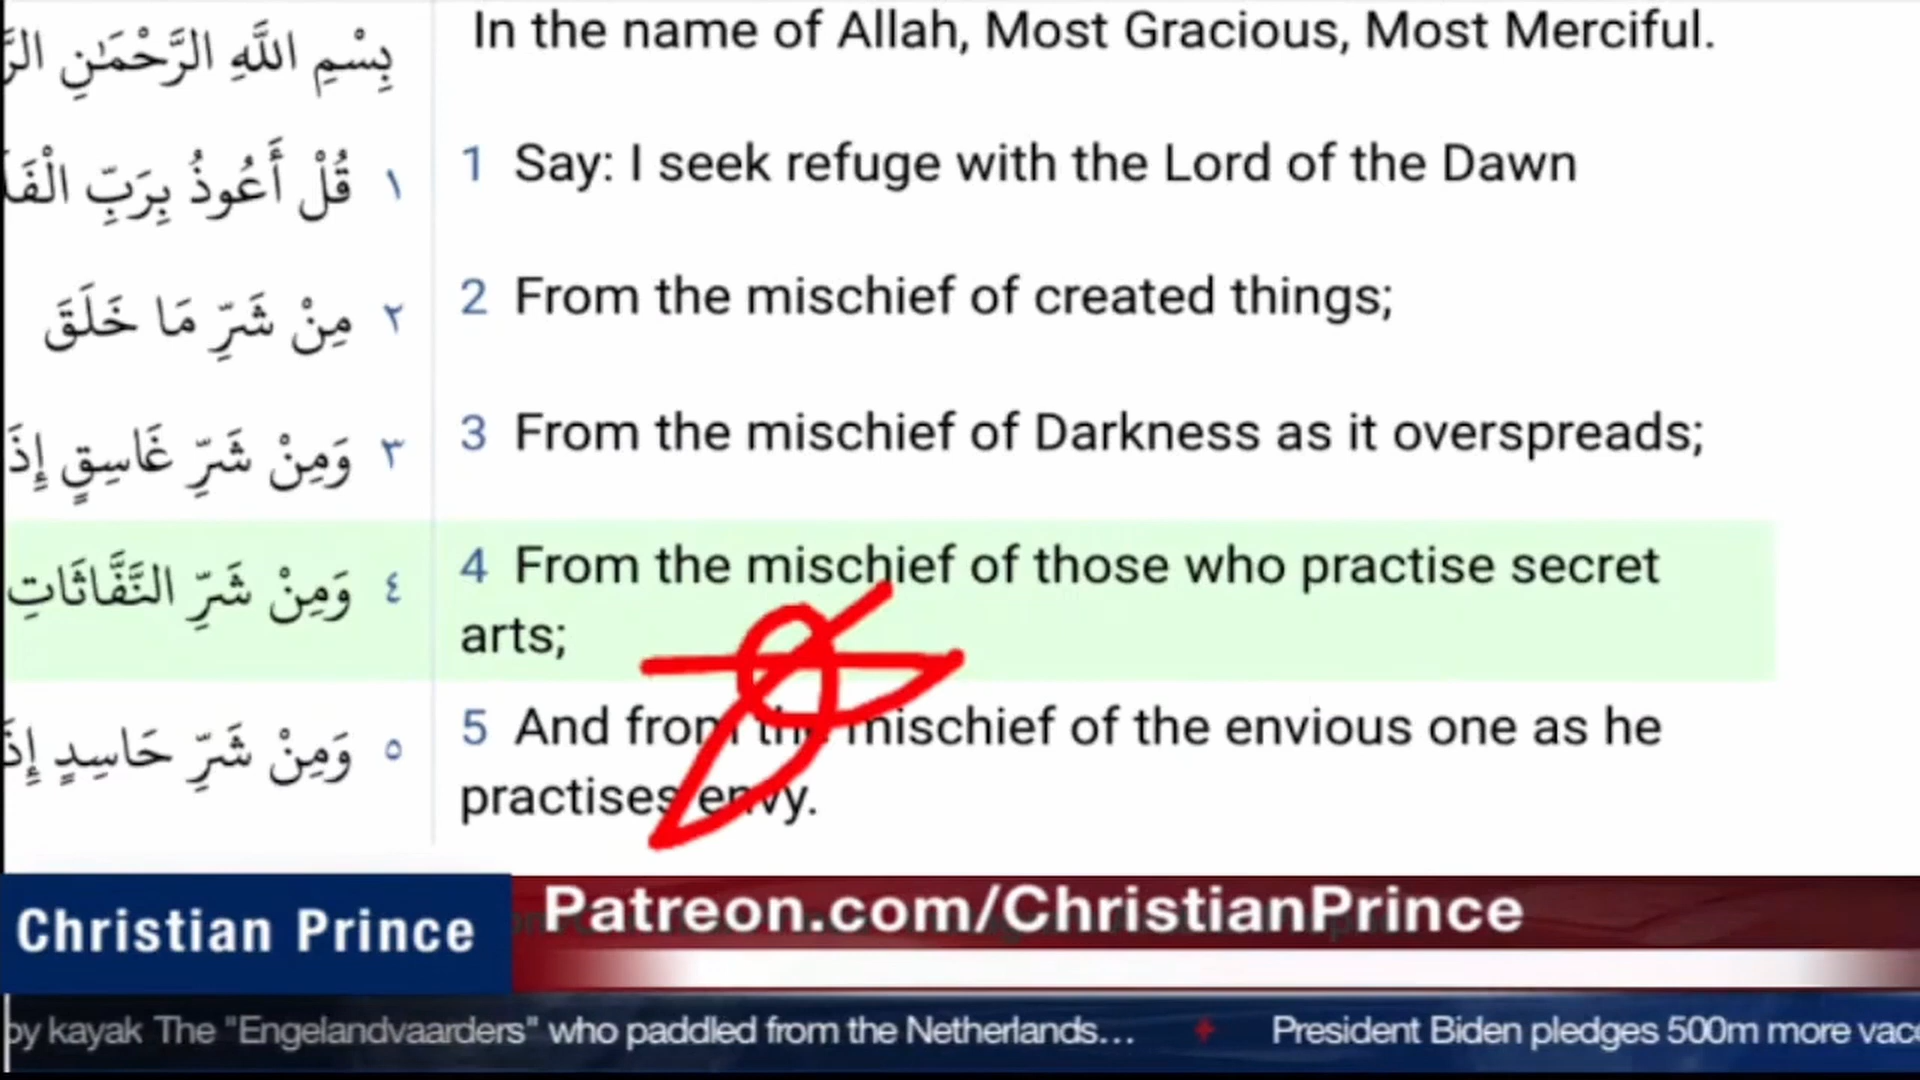 In the name of Allah, Most Gracious, Most Merciful.
بِسْمِ اللَّهِ الرَّحْمَٰنِ
1 Say: I seek refuge with the Lord of the Dawn
١ قُلْ أَعُوذُ بِرَبِّ
2 From the mischief of created things;
٢ مِنْ شَرِّ مَا خَلَقَ
3 From the mischief of Darkness as it overspreads;
٣ وَمِنْ شَرِّ غَاسِقٍ إِذَ
4 From the mischief of those who practise secret
arts;
٤ وَمِنْ شَرِّ النَّفَّاثَاتِ
5 And from the mischief of the envious one as he
practises envy.
٥ وَمِنْ شَرِّ حَاسِدٍ إِذَ
Christian Prince
Patreon.com/ChristianPrince
by kayak The "Engelandvaarders" who paddled from the Netherlands...
President Biden pledges 500m more vacc